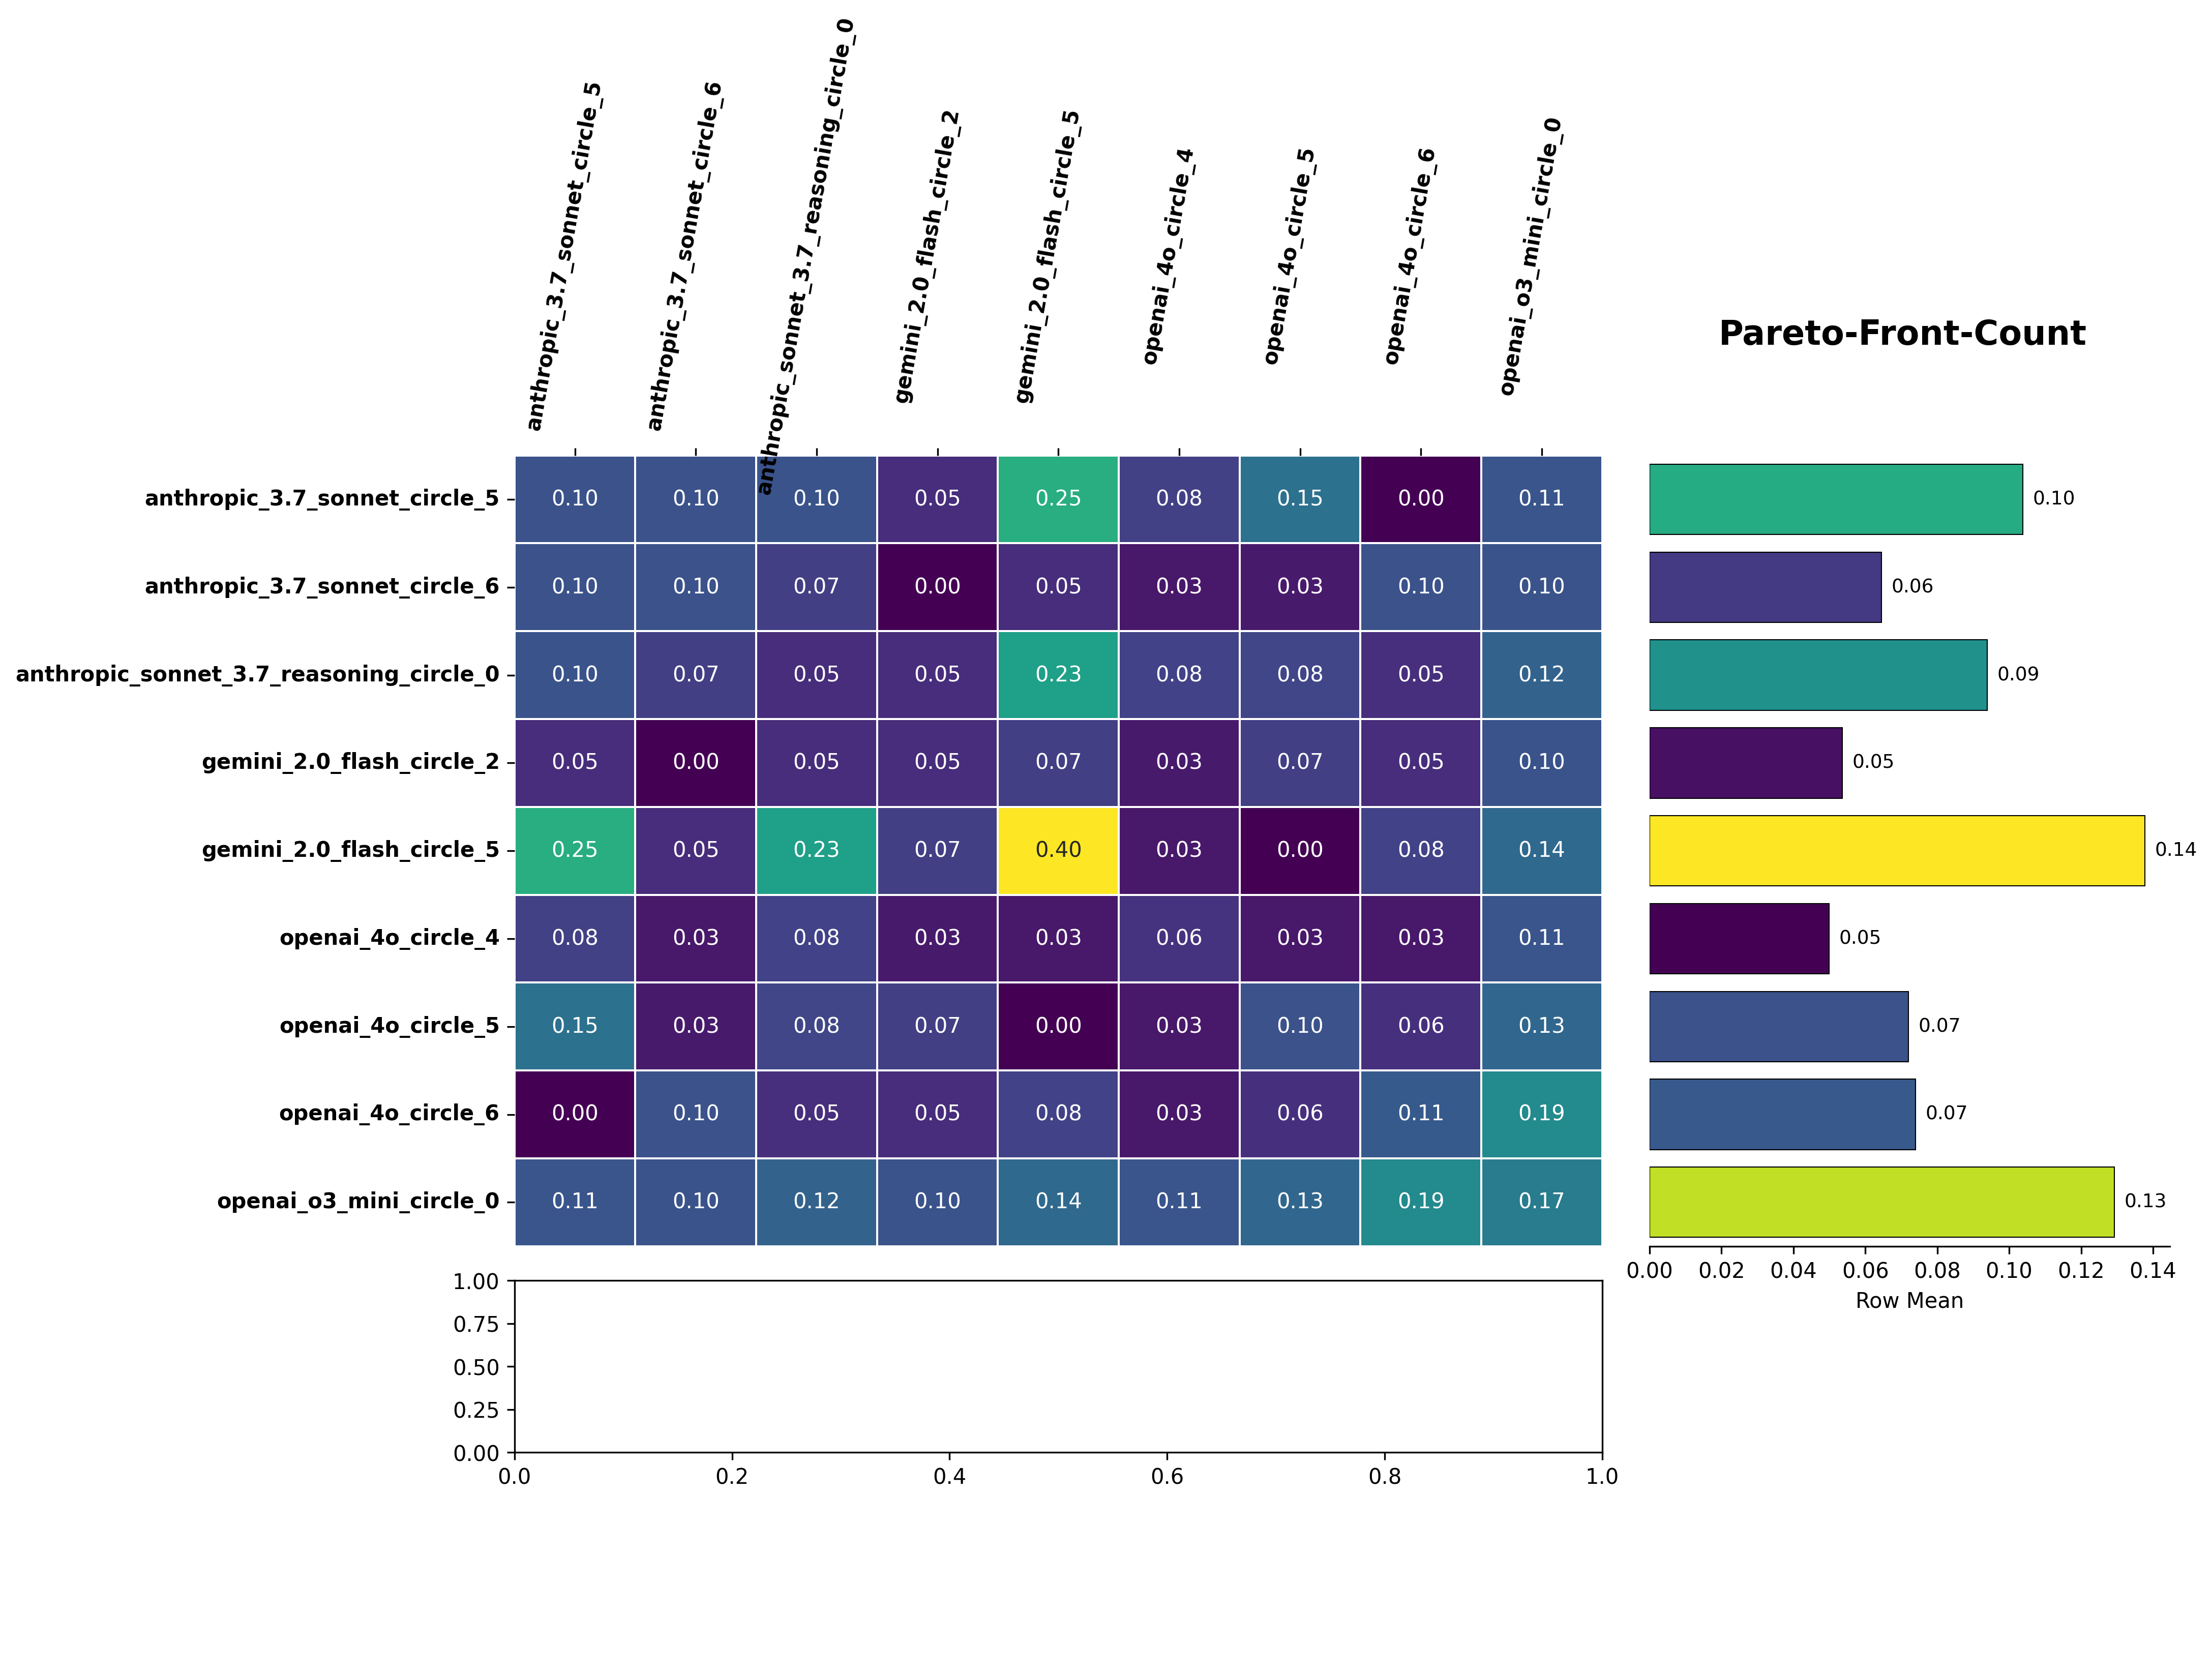 anthropic_3.7_sonnet_circle_5
anthropic_3.7_sonnet_circle_6
anthropic_sonnet_3.7_reasoning_circle_0
gemini_2.0_flash_circle_2
gemini_2.0_flash_circle_5
openai_4o_circle_4
openai_4o_circle_5
openai_4o_circle_6
openai_o3_mini_circle_0
Pareto-Front-Count
anthropic_3.7_sonnet_circle_5 0.10 0.10 0.10 0.05 0.25 0.08 0.15 0.00 0.11 0.10
anthropic_3.7_sonnet_circle_6 0.10 0.10 0.07 0.00 0.05 0.03 0.03 0.10 0.10 0.06
anthropic_sonnet_3.7_reasoning_circle_0 0.10 0.07 0.05 0.05 0.23 0.08 0.08 0.05 0.12 0.09
gemini_2.0_flash_circle_2 0.05 0.00 0.05 0.05 0.07 0.03 0.07 0.05 0.10 0.05
gemini_2.0_flash_circle_5 0.25 0.05 0.23 0.07 0.40 0.03 0.00 0.08 0.14 0.14
openai_4o_circle_4 0.08 0.03 0.08 0.03 0.03 0.06 0.03 0.03 0.11 0.05
openai_4o_circle_5 0.15 0.03 0.08 0.07 0.00 0.03 0.10 0.06 0.13 0.07
openai_4o_circle_6 0.00 0.10 0.05 0.05 0.08 0.03 0.06 0.11 0.19 0.07
openai_o3_mini_circle_0 0.11 0.10 0.12 0.10 0.14 0.11 0.13 0.19 0.17 0.13
0.00 0.02 0.04 0.06 0.08 0.10 0.12 0.14
Row Mean
1.00
0.75
0.50
0.25
0.00
0.0 0.2 0.4 0.6 0.8 1.0